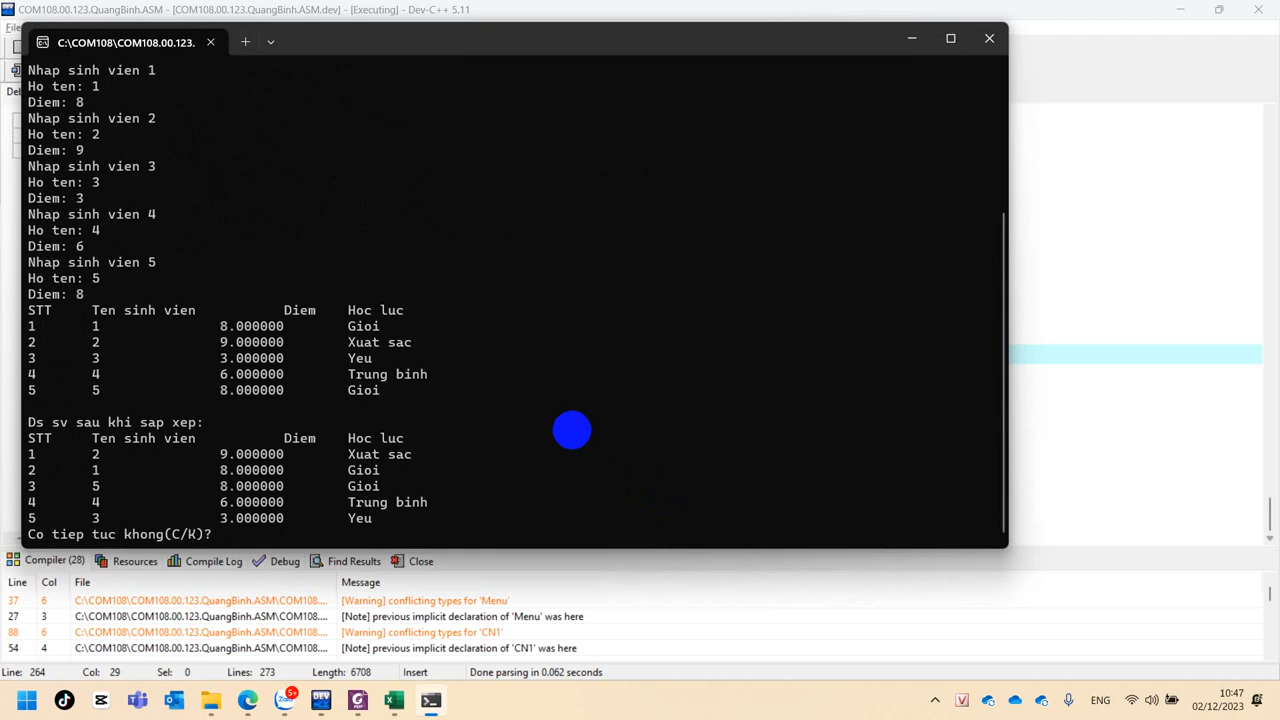 COM108.00.123.QuangBinh.ASM - [COM108.00.123.QuangBinh.ASM.dev] - [Executing] - Dev-C++ 5.11
C:\COM108\COM108.00.123.
Nhap sinh vien 1
Ho ten: 1
Diem: 8
Nhap sinh vien 2
Ho ten: 2
Diem: 9
Nhap sinh vien 3
Ho ten: 3
Diem: 3
Nhap sinh vien 4
Ho ten: 4
Diem: 6
Nhap sinh vien 5
Ho ten: 5
Diem: 8
STT Ten sinh vien Diem Hoc luc
1 1 8.000000 Gioi
2 2 9.000000 Xuat sac
3 3 3.000000 Yeu
4 4 6.000000 Trung binh
5 5 8.000000 Gioi
Ds sv sau khi sap xep:
STT Ten sinh vien Diem Hoc luc
1 2 9.000000 Xuat sac
2 1 8.000000 Gioi
3 5 8.000000 Gioi
4 4 6.000000 Trung binh
5 3 3.000000 Yeu
Co tiep tuc khong(C/K)?
Compiler (28) Resources Compile Log Debug Find Results Close
Line Col File Message
37 6 C:\COM108\COM108.00.123.QuangBinh.ASM\COM108.... [Warning] conflicting types for 'Menu'
27 3 C:\COM108\COM108.00.123.QuangBinh.ASM\COM108.... [Note] previous implicit declaration of 'Menu' was here
88 6 C:\COM108\COM108.00.123.QuangBinh.ASM\COM108.... [Warning] conflicting types for 'CN1'
54 4 C:\COM108\COM108.00.123.QuangBinh.ASM\COM108.... [Note] previous implicit declaration of 'CN1' was here
Line: 264 Col: 29 Sel: 0 Lines: 273 Length: 6708 Insert Done parsing in 0.062 seconds
5+
ENG
10:47
02/12/2023